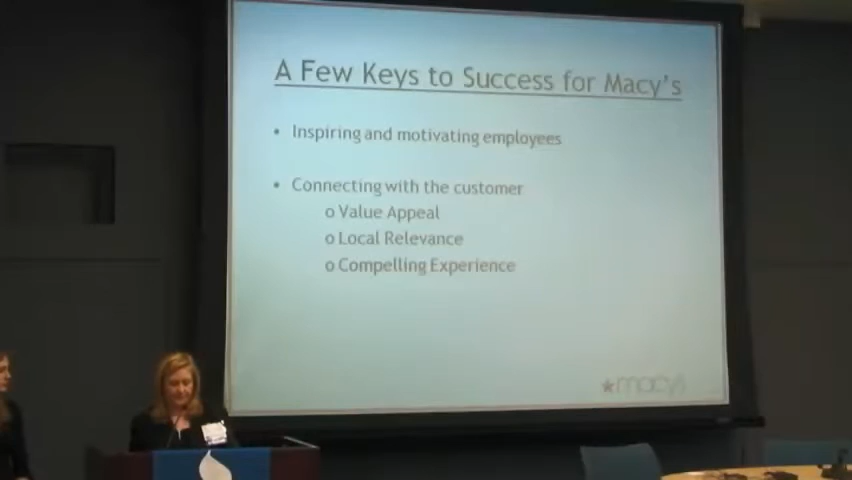 A Few Keys to Success for Macy's
• Inspiring and motivating employees
• Connecting with the customer
o Value Appeal
o Local Relevance
o Compelling Experience
★macy's